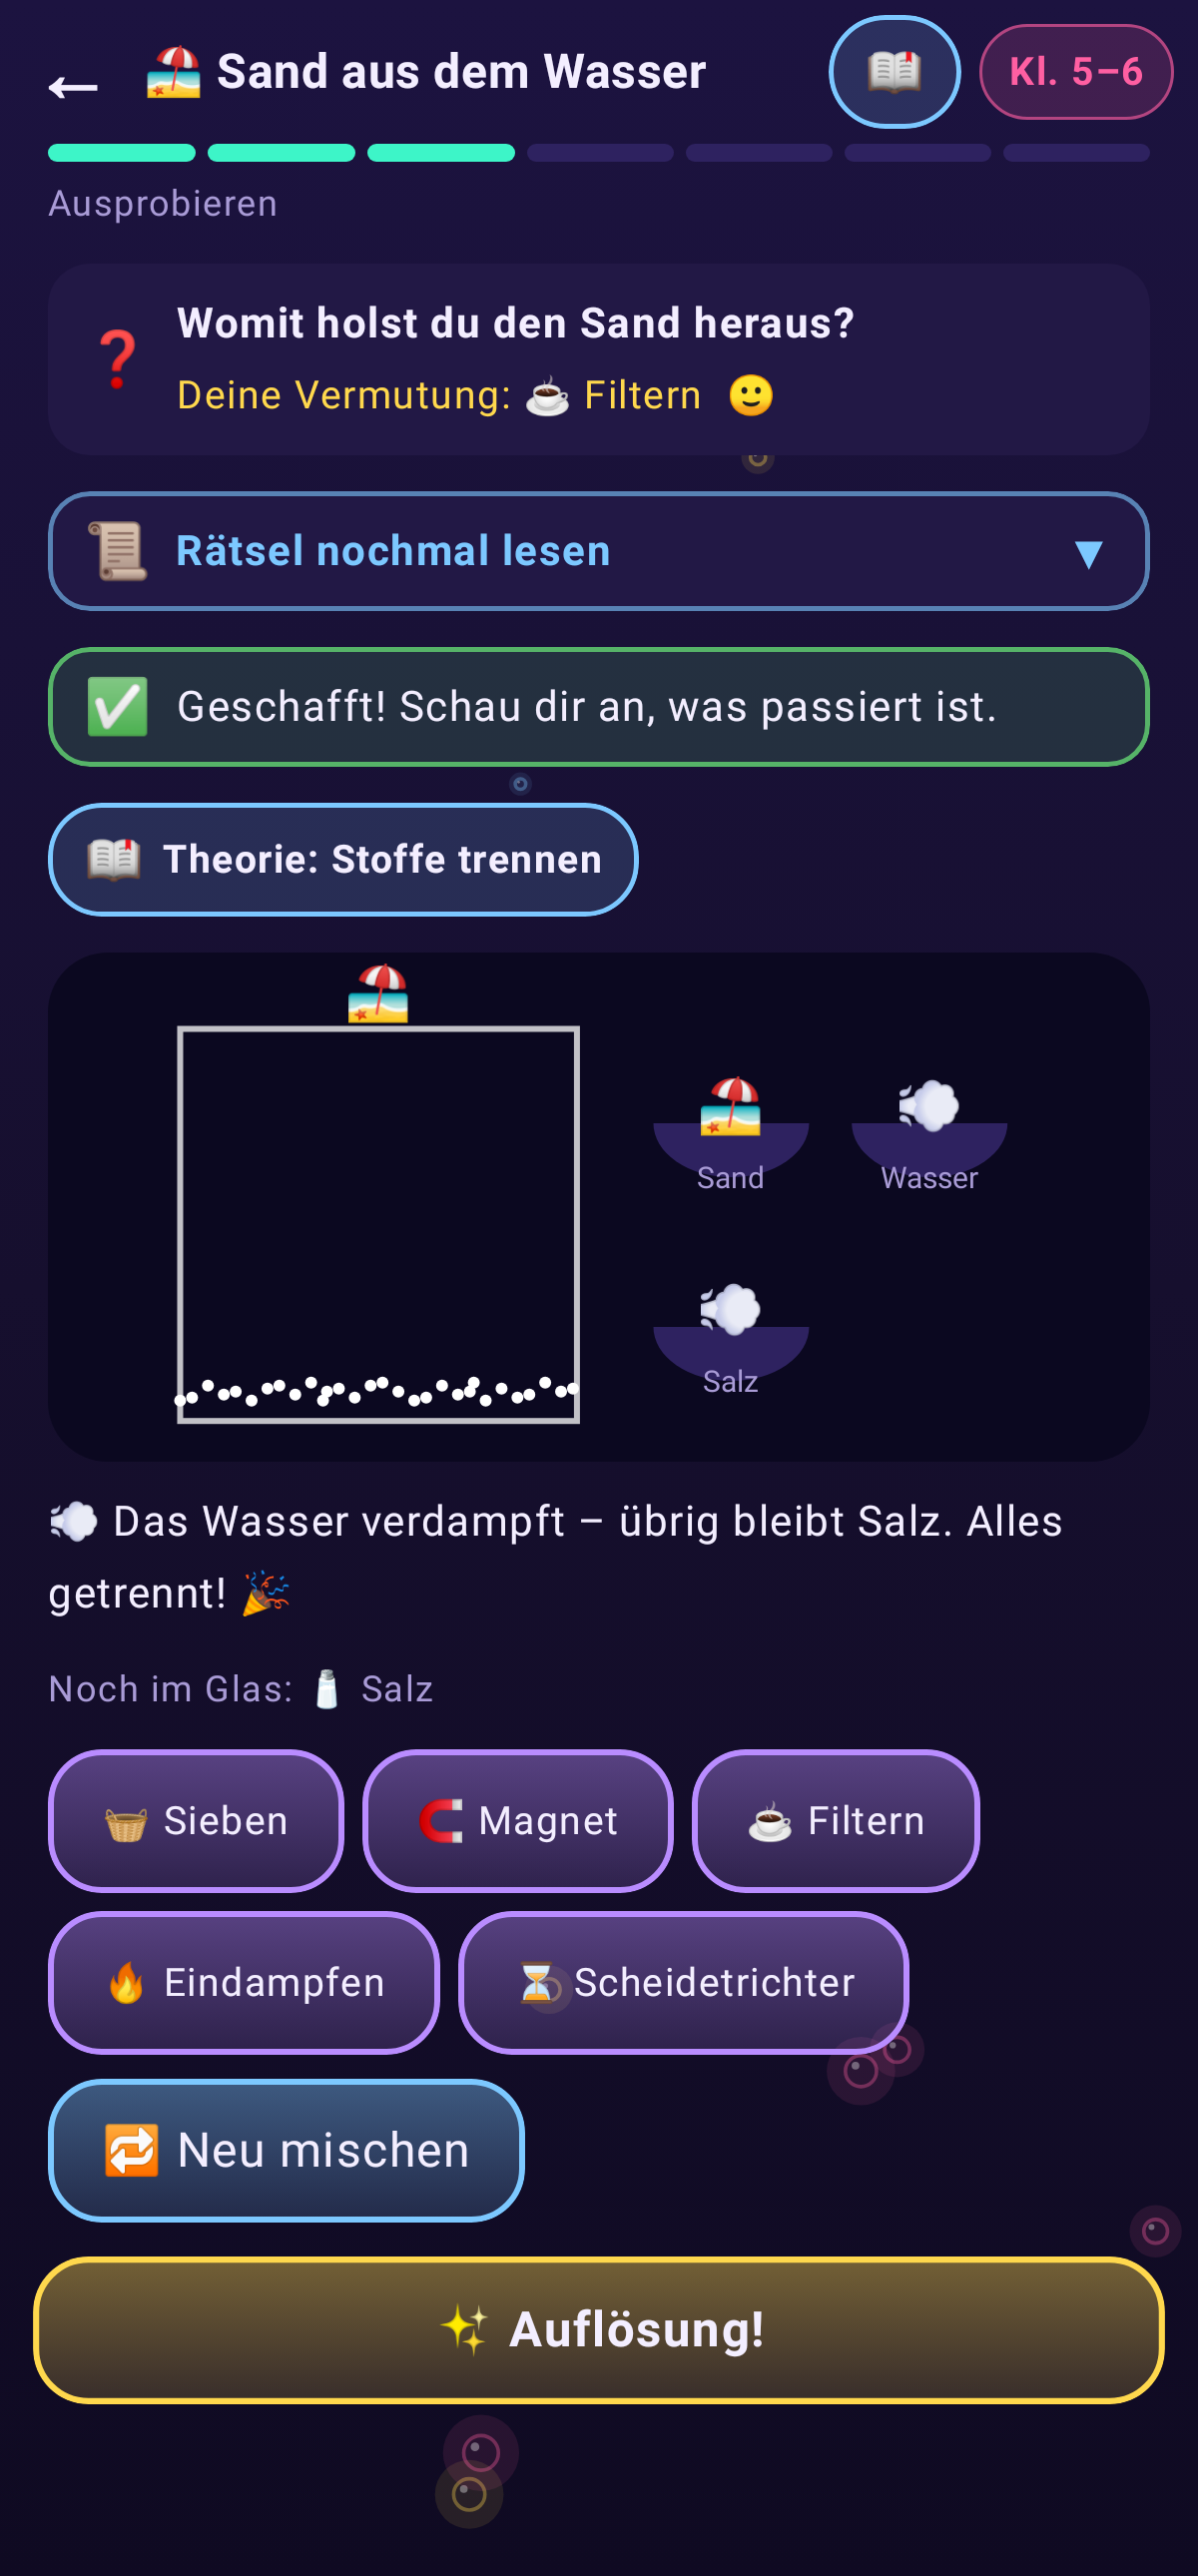 Sand aus dem Wasser
Kl. 5–6
Ausprobieren
Womit holst du den Sand heraus?
Deine Vermutung: ☕ Filtern 🙂
Rätsel nochmal lesen
Geschafft! Schau dir an, was passiert ist.
Theorie: Stoffe trennen
Sand
Wasser
Salz
💨 Das Wasser verdampft – übrig bleibt Salz. Alles
getrennt! 🎉
Noch im Glas: 🧂 Salz
Sieben
Magnet
Filtern
Eindampfen
Scheidetrichter
Neu mischen
Auflösung!